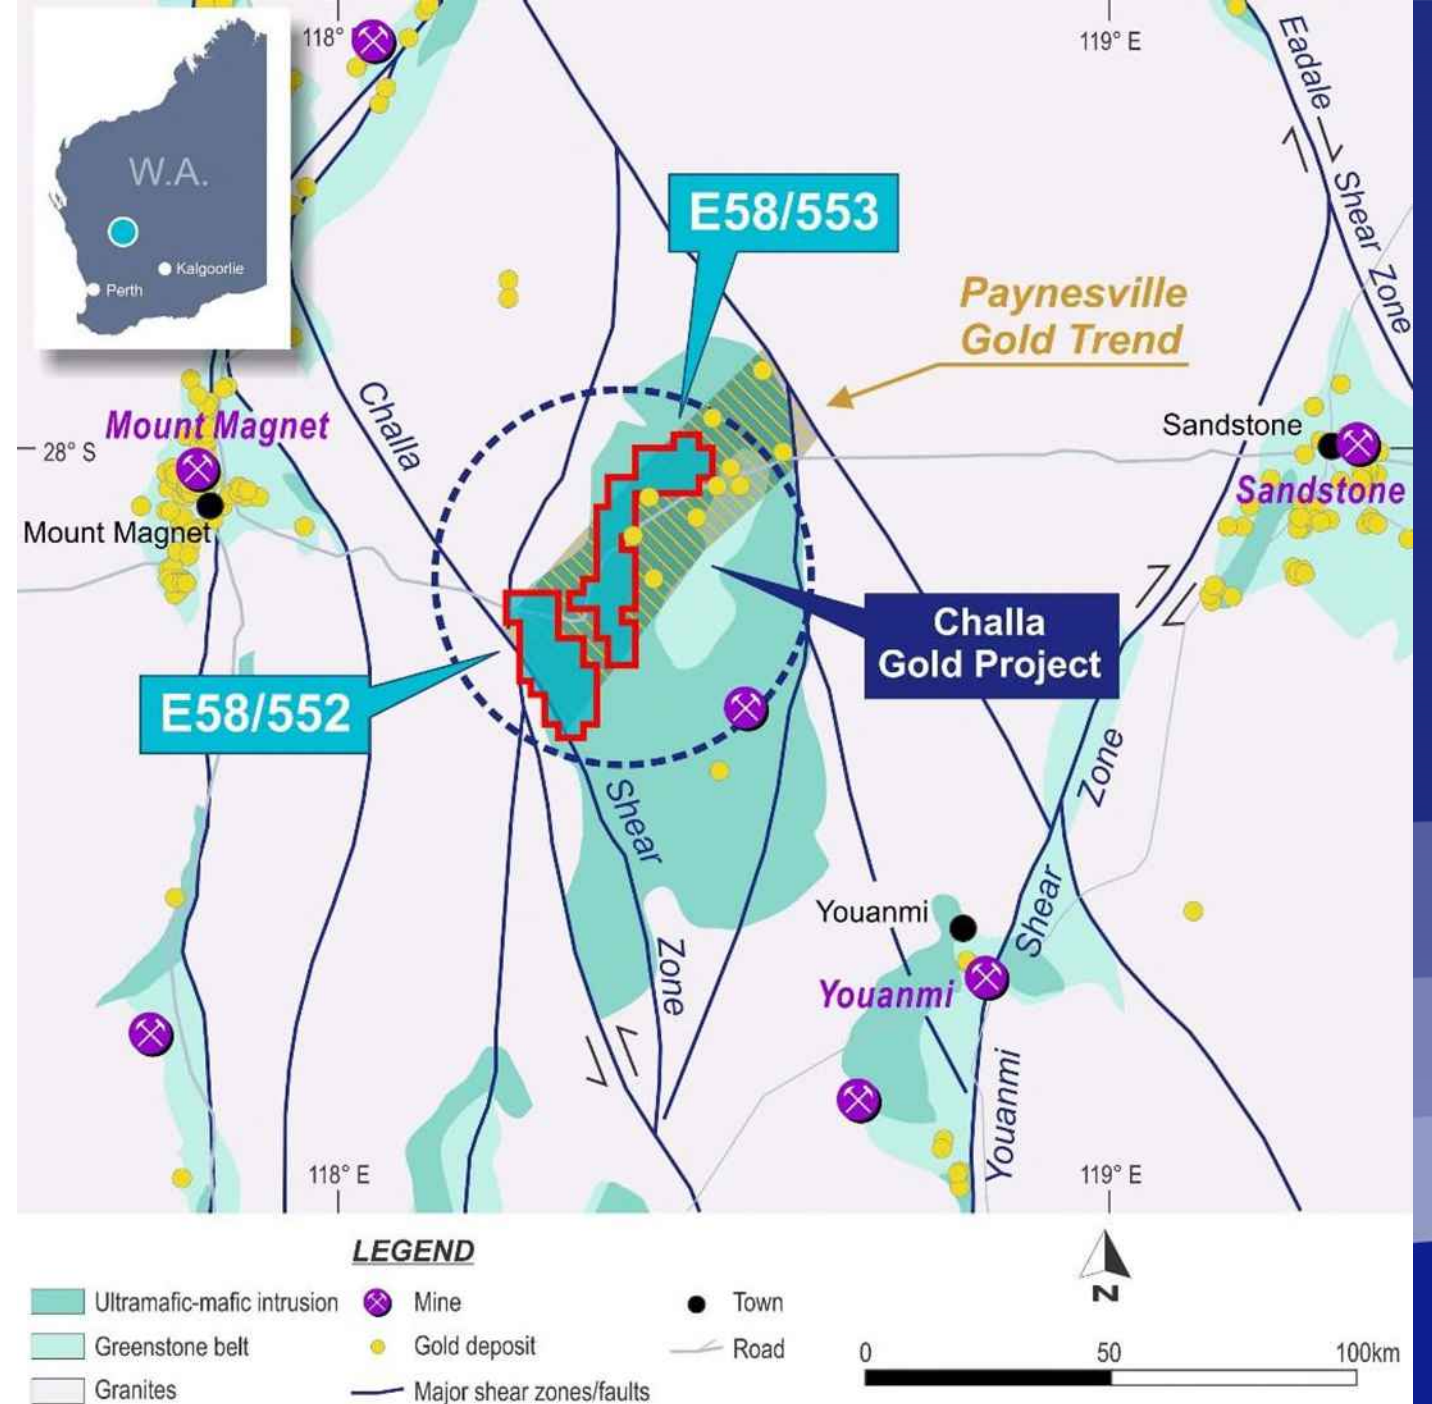 118°
119° E
Eadale
Shear
Zone
W.A.
Kalgoorlie
Perth
E58/553
Paynesville
Gold Trend
Challa
Mount Magnet
28° S
Mount Magnet
Sandstone
Sandstone
Challa
Gold Project
E58/552
Zone
Shear
Youanmi
Shear
Zone
Youanmi
Youanmi
118° E
119° E
LEGEND
Ultramafic-mafic intrusion
Mine
Town
Greenstone belt
Gold deposit
Road
Granites
Major shear zones/faults
N
0 50 100km